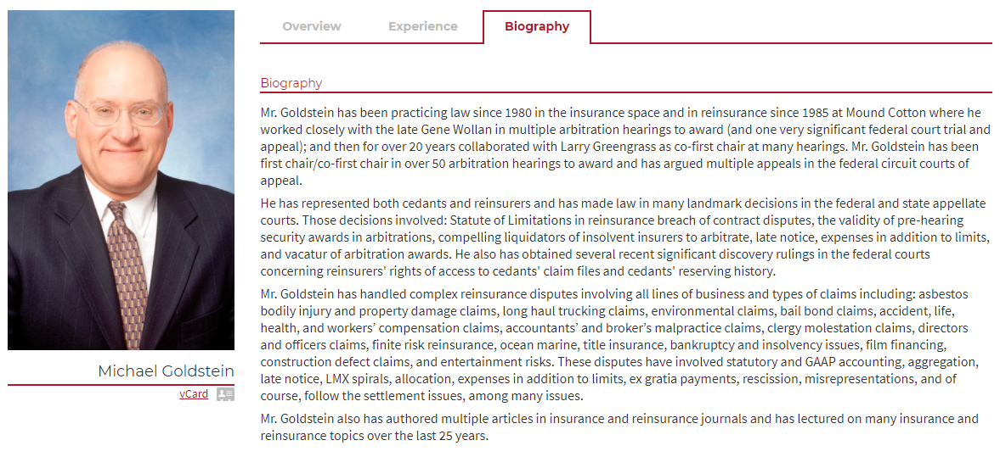 Overview
Experience
Biography
Biography
Mr. Goldstein has been practicing law since 1980 in the insurance space and in reinsurance since 1985 at Mound Cotton where he
worked closely with the late Gene Wollan in multiple arbitration hearings to award (and one very significant federal court trial and
appeal); and then for over 20 years collaborated with Larry Greengrass as co-first chair at many hearings. Mr. Goldstein has been
first chair/co-first chair in over 50 arbitration hearings to award and has argued multiple appeals in the federal circuit courts of
appeal.
He has represented both cedants and reinsurers and has made law in many landmark decisions in the federal and state appellate
courts. Those decisions involved: Statute of Limitations in reinsurance breach of contract disputes, the validity of pre-hearing
security awards in arbitrations, compelling liquidators of insolvent insurers to arbitrate, late notice, expenses in addition to limits,
and vacatur of arbitration awards. He also has obtained several recent significant discovery rulings in the federal courts
concerning reinsurers' rights of access to cedants' claim files and cedants' reserving history.
Mr. Goldstein has handled complex reinsurance disputes involving all lines of business and types of claims including: asbestos
bodily injury and property damage claims, long haul trucking claims, environmental claims, bail bond claims, accident, life,
health, and workers’ compensation claims, accountants’ and broker’s malpractice claims, clergy molestation claims, directors
and officers claims, finite risk reinsurance, ocean marine, title insurance, bankruptcy and insolvency issues, film financing,
construction defect claims, and entertainment risks. These disputes have involved statutory and GAAP accounting, aggregation,
late notice, LMX spirals, allocation, expenses in addition to limits, ex gratia payments, rescission, misrepresentations, and of
course, follow the settlement issues, among many issues.
Mr. Goldstein also has authored multiple articles in insurance and reinsurance journals and has lectured on many insurance and
reinsurance topics over the last 25 years.
Michael Goldstein
vCard